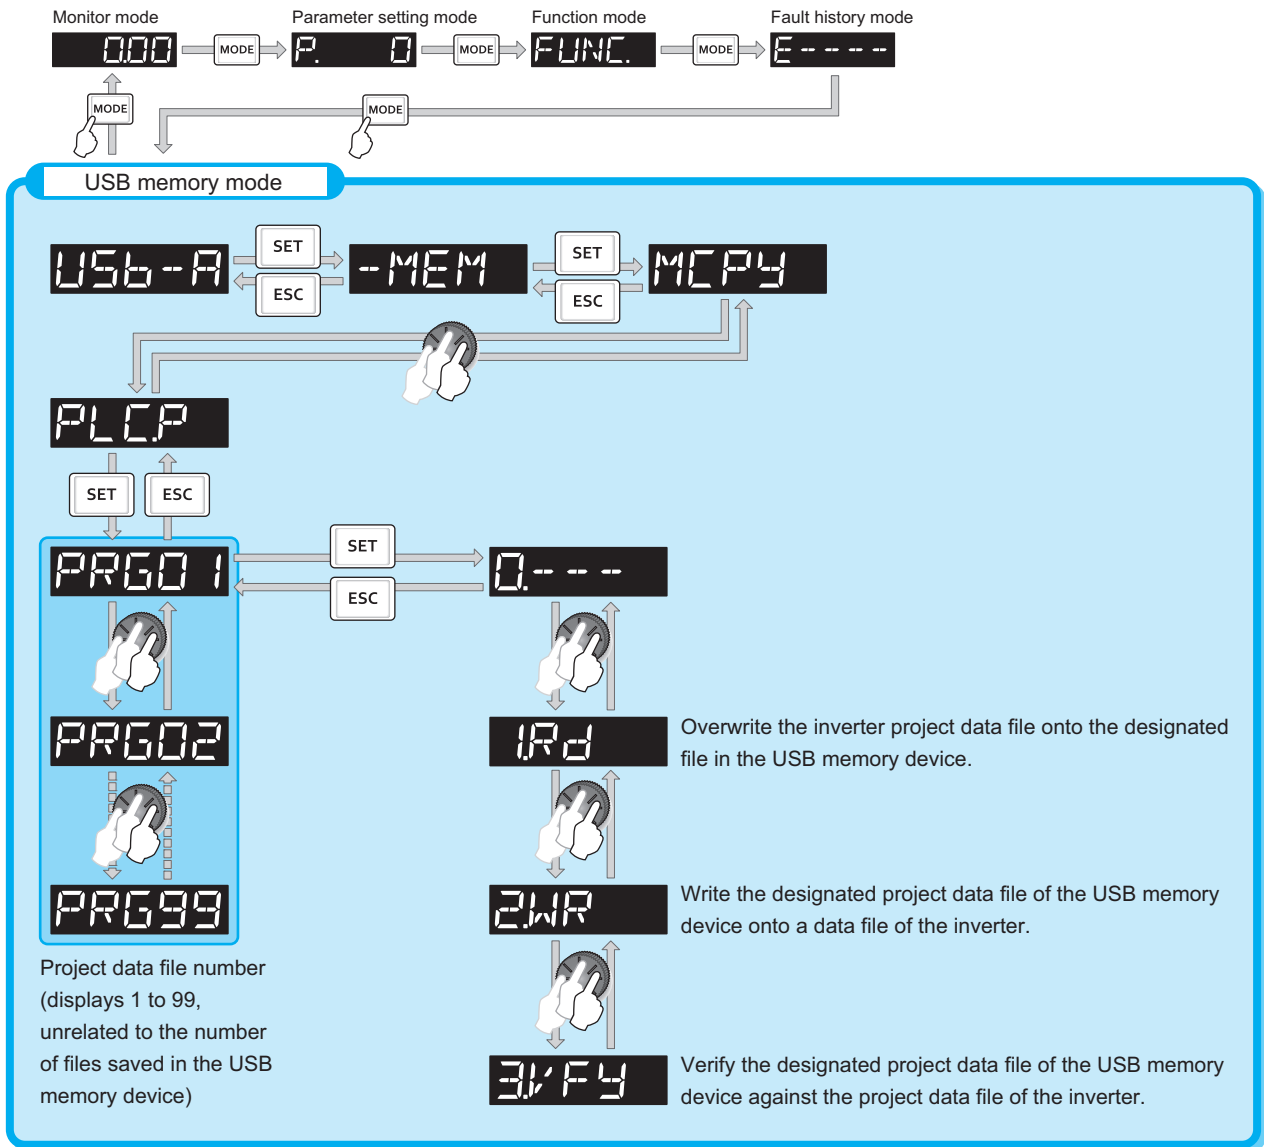 Monitor mode
Parameter setting mode
Function mode
Fault history mode
0.00
MODE
P. 0
MODE
FUNC.
MODE
E-----
MODE
MODE
USB memory mode
USb-A
SET
ESC
-MEM
SET
ESC
MCPY
PLC.P
SET
ESC
PRG01
SET
ESC
0.---
PRG02
1.Rd
Overwrite the inverter project data file onto the designated
file in the USB memory device.
PRG99
2.WR
Write the designated project data file of the USB memory
device onto a data file of the inverter.
Project data file number
(displays 1 to 99,
unrelated to the number
of files saved in the USB
memory device)
3.VFY
Verify the designated project data file of the USB memory
device against the project data file of the inverter.